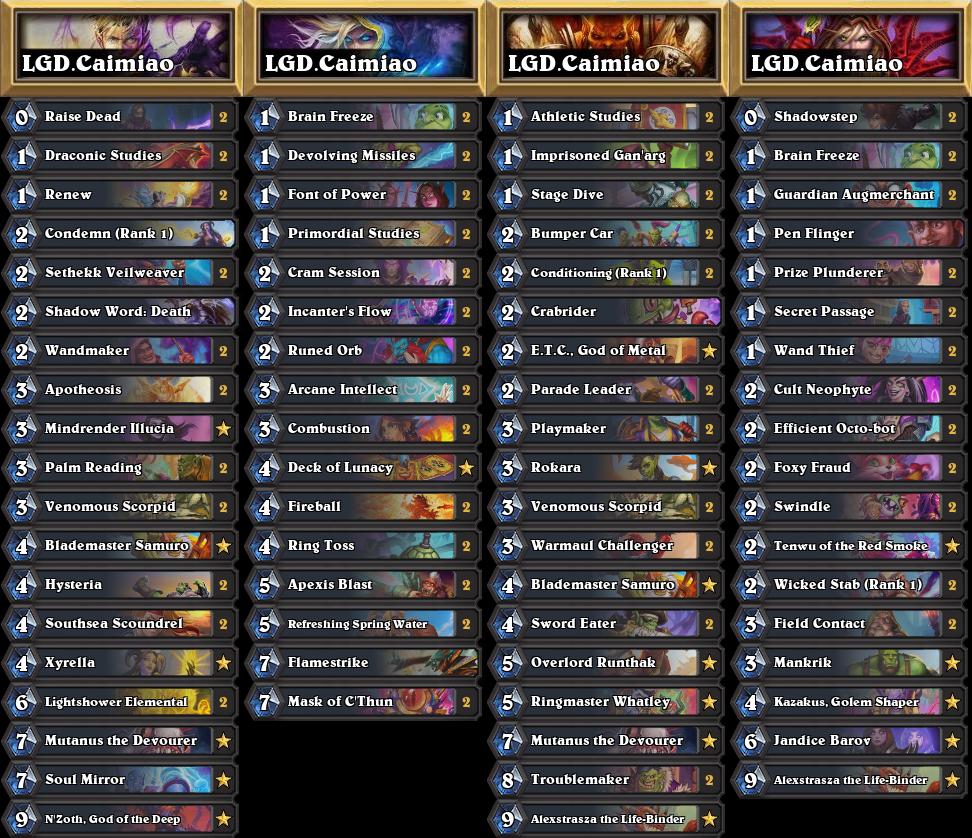 LGD.Caimiao
0 Raise Dead 2
1 Draconic Studies 2
1 Renew 2
2 Condemn (Rank 1)
2 Sethekk Veilweaver 2
2 Shadow Word: Death
2 Wandmaker 2
3 Apotheosis 2
3 Mindrender Illucia
3 Palm Reading 2
3 Venomous Scorpid 2
4 Blademaster Samuro
4 Hysteria 2
4 Southsea Scoundrel 2
4 Xyrella
6 Lightshower Elemental 2
7 Mutanus the Devourer
7 Soul Mirror
9 N'Zoth, God of the Deep
LGD.Caimiao
1 Brain Freeze 2
1 Devolving Missiles 2
1 Font of Power 2
1 Primordial Studies 2
2 Cram Session 2
2 Incanter's Flow 2
2 Runed Orb 2
3 Arcane Intellect 2
3 Combustion 2
4 Deck of Lunacy
4 Fireball 2
4 Ring Toss 2
5 Apexis Blast 2
5 Refreshing Spring Water 2
7 Flamestrike
7 Mask of C'Thun 2
LGD.Caimiao
1 Athletic Studies 2
1 Imprisoned Gan'arg 2
1 Stage Dive 2
2 Bumper Car 2
2 Conditioning (Rank 1) 2
2 Crabrider
2 E.T.C., God of Metal
2 Parade Leader 2
3 Playmaker 2
3 Rokara
3 Venomous Scorpid 2
3 Warmaul Challenger 2
4 Blademaster Samuro
4 Sword Eater 2
5 Overlord Runthak
5 Ringmaster Whatley
7 Mutanus the Devourer
8 Troublemaker 2
9 Alexstrasza the Life-Binder
LGD.Caimiao
0 Shadowstep 2
1 Brain Freeze 2
1 Guardian Augmerchant 2
1 Pen Flinger
1 Prize Plunderer 2
1 Secret Passage 2
1 Wand Thief 2
2 Cult Neophyte 2
2 Efficient Octo-bot 2
2 Foxy Fraud 2
2 Swindle 2
2 Tenwu of the Red Smoke
2 Wicked Stab (Rank 1) 2
3 Field Contact 2
3 Mankrik
4 Kazakus, Golem Shaper
6 Jandice Barov
9 Alexstrasza the Life-Binder